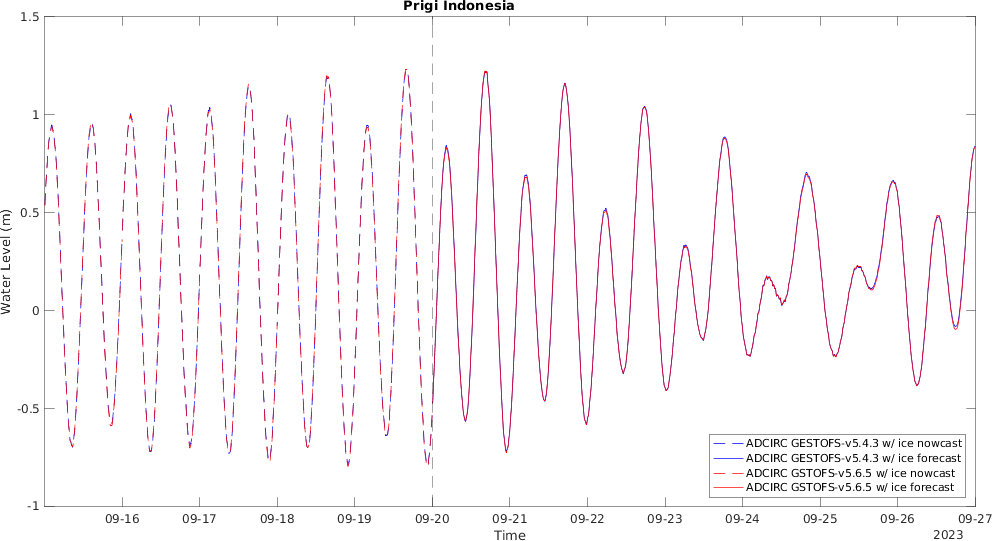 Prigi Indonesia
1.5
1
0.5
0
-0.5
-1
Water Level (m)
ADCIRC GESTOFS-v5.4.3 w/ ice nowcast
ADCIRC GESTOFS-v5.4.3 w/ ice forecast
ADCIRC GSTOFS-v5.6.5 w/ ice nowcast
ADCIRC GSTOFS-v5.6.5 w/ ice forecast
09-16 09-17 09-18 09-19 09-20 09-21 09-22 09-23 09-24 09-25 09-26 09-27
Time
2023